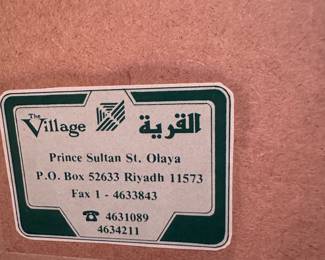 The Village القرية
Prince Sultan St. Olaya
P.O. Box 52633 Riyadh 11573
Fax 1 - 4633843
☎ 4631089
4634211